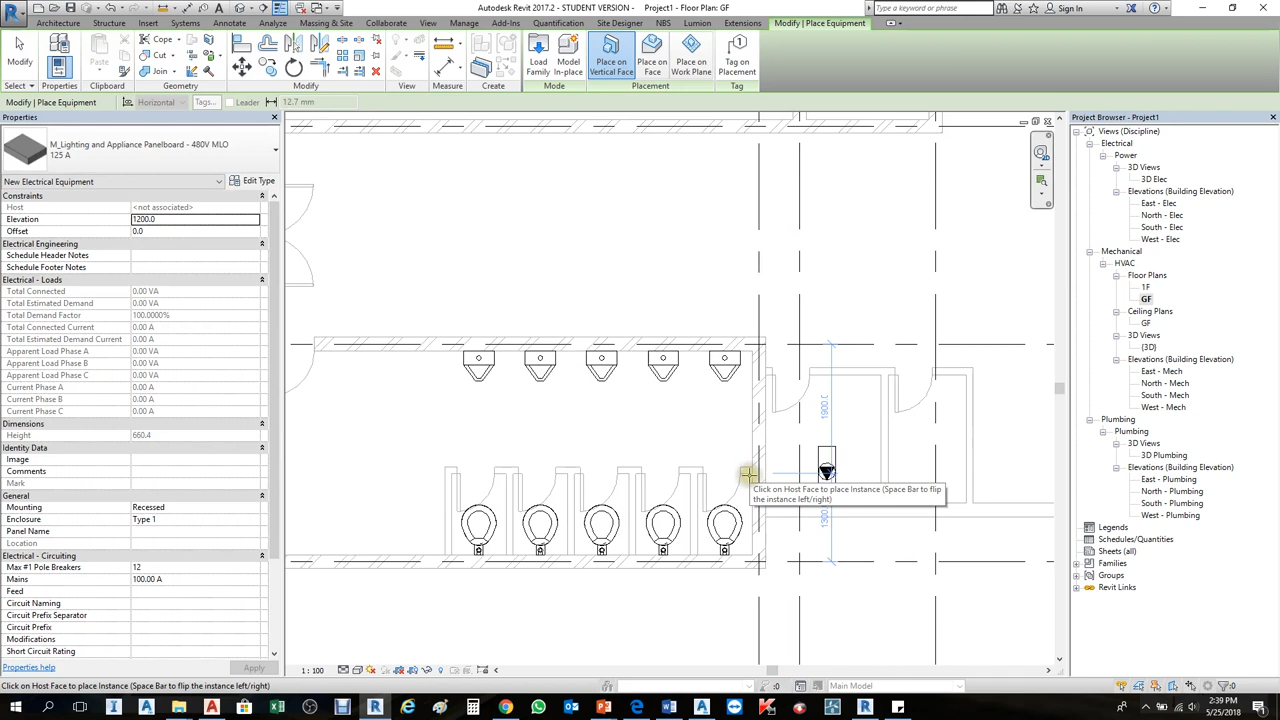 Autodesk Revit 2017.2 - STUDENT VERSION - Project1 - Floor Plan: GF
Type a keyword or phrase
Sign In
Architecture Structure Insert Systems Annotate Analyze Massing & Site Collaborate View Manage Add-Ins Quantification Site Designer NBS Lumion Extensions Modify | Place Equipment
Modify
Paste
Cope
Cut
Join
Load Family
Model In-place
Place on Vertical Face
Place on Face
Place on Work Plane
Tag on Placement
Select Properties Clipboard Geometry Modify View Measure Create Mode Placement Tag
Modify | Place Equipment Horizontal Tags... Leader 12.7 mm
Properties
M_Lighting and Appliance Panelboard - 480V MLO
125 A
New Electrical Equipment Edit Type
Constraints
Host <not associated>
Elevation 1200.0
Offset 0.0
Electrical Engineering
Schedule Header Notes
Schedule Footer Notes
Electrical - Loads
Total Connected 0.00 VA
Total Estimated Demand 0.00 VA
Total Demand Factor 100.0000%
Total Connected Current 0.00 A
Total Estimated Demand Current 0.00 A
Apparent Load Phase A 0.00 VA
Apparent Load Phase B 0.00 VA
Apparent Load Phase C 0.00 VA
Current Phase A 0.00 A
Current Phase B 0.00 A
Current Phase C 0.00 A
Dimensions
Height 660.4
Identity Data
Image
Comments
Mark
General
Mounting Recessed
Enclosure Type 1
Panel Name
Location
Electrical - Circuiting
Max #1 Pole Breakers 12
Mains 100.00 A
Feed
Circuit Naming
Circuit Prefix Separator
Circuit Prefix
Modifications
Short Circuit Rating
Properties help Apply
1900.0
1300.0
Click on Host Face to place Instance (Space Bar to flip
the instance left/right)
1 : 100
Project Browser - Project1
Views (Discipline)
Electrical
Power
3D Views
3D Elec
Elevations (Building Elevation)
East - Elec
North - Elec
South - Elec
West - Elec
Mechanical
HVAC
Floor Plans
1F
GF
Ceiling Plans
GF
3D Views
{3D}
Elevations (Building Elevation)
East - Mech
North - Mech
South - Mech
West - Mech
Plumbing
Plumbing
3D Views
3D Plumbing
Elevations (Building Elevation)
East - Plumbing
North - Plumbing
South - Plumbing
West - Plumbing
Legends
Schedules/Quantities
Sheets (all)
Families
Groups
Revit Links
Click on Host Face to place Instance (Space Bar to flip the instance left/right)
:0 Main Model :0
2:39 PM
5/25/2018